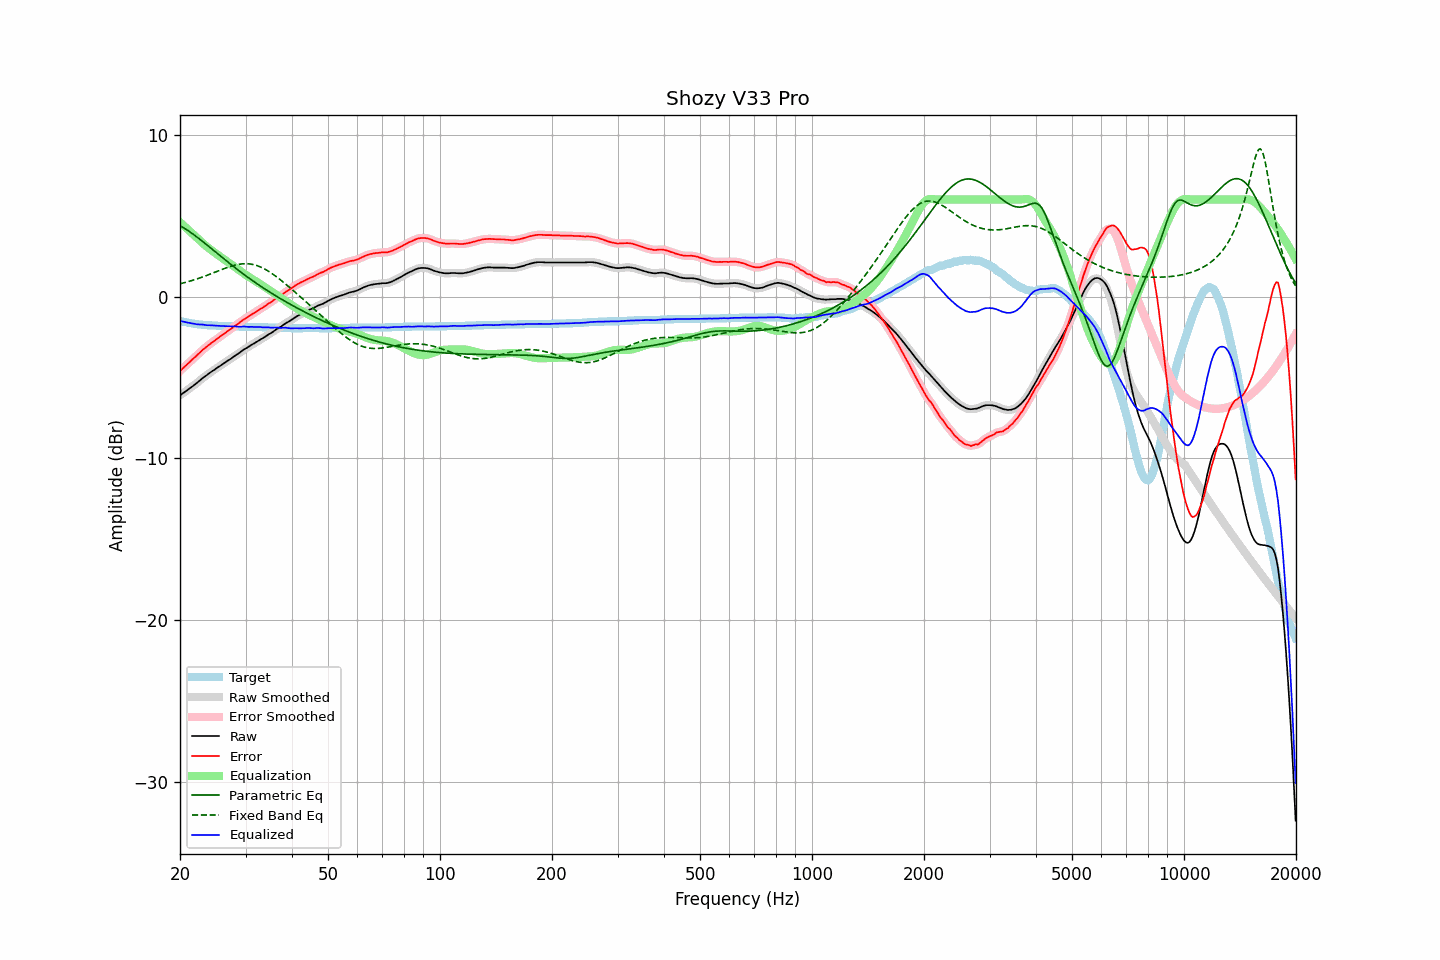 Shozy V33 Pro
10
0
−10
−20
−30
Amplitude (dBr)
Target
Raw Smoothed
Error Smoothed
Raw
Error
Equalization
Parametric Eq
Fixed Band Eq
Equalized
20
50
100
200
500
1000
2000
5000
10000
20000
Frequency (Hz)